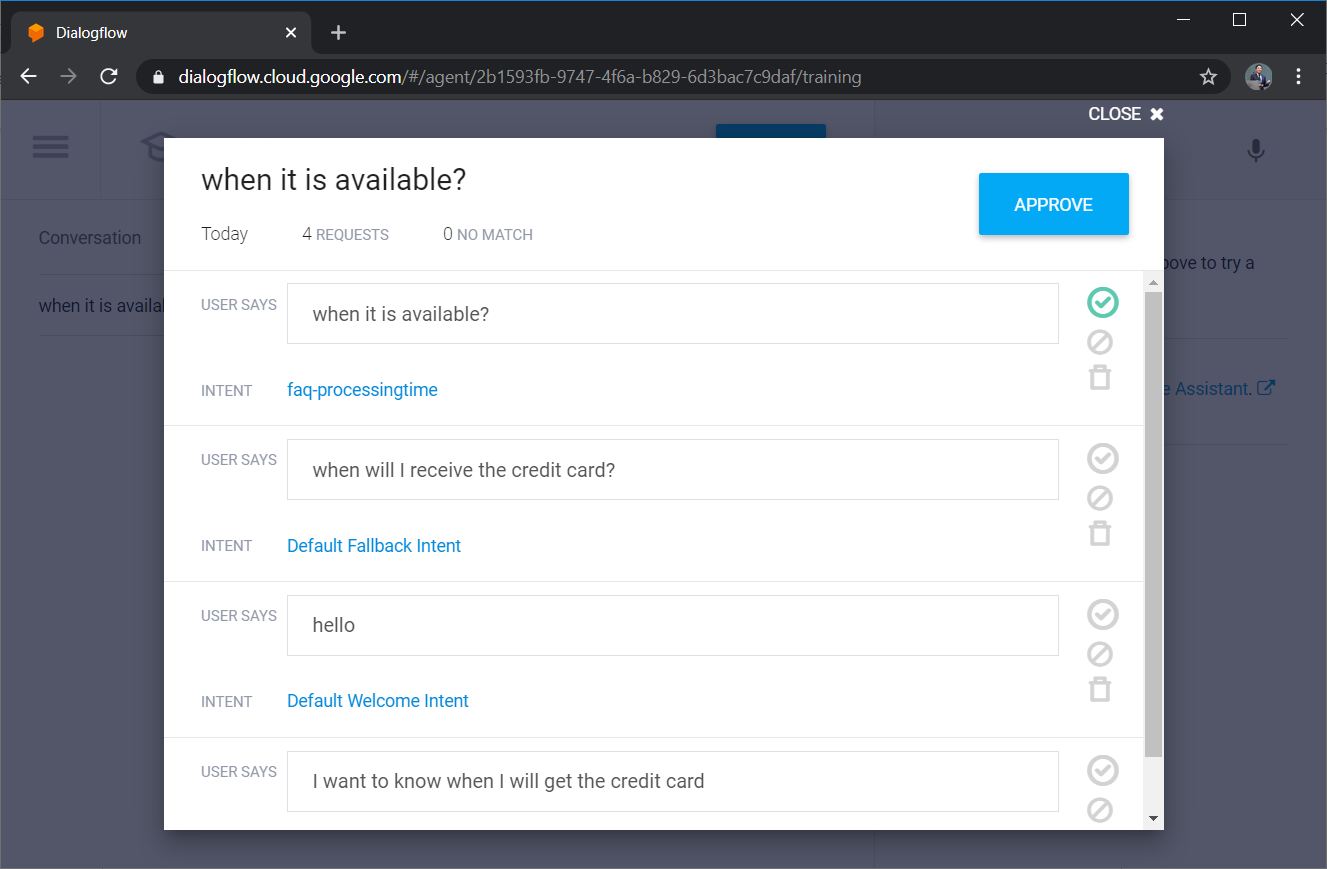 Dialogflow
dialogflow.cloud.google.com/#/agent/2b1593fb-9747-4f6a-b829-6d3bac7c9daf/training
CLOSE
when it is available?
APPROVE
Today 4 REQUESTS 0 NO MATCH
Conversation
when it is availa
bove to try a
e Assistant.
USER SAYS when it is available?
INTENT faq-processingtime
USER SAYS when will I receive the credit card?
INTENT Default Fallback Intent
USER SAYS hello
INTENT Default Welcome Intent
USER SAYS I want to know when I will get the credit card